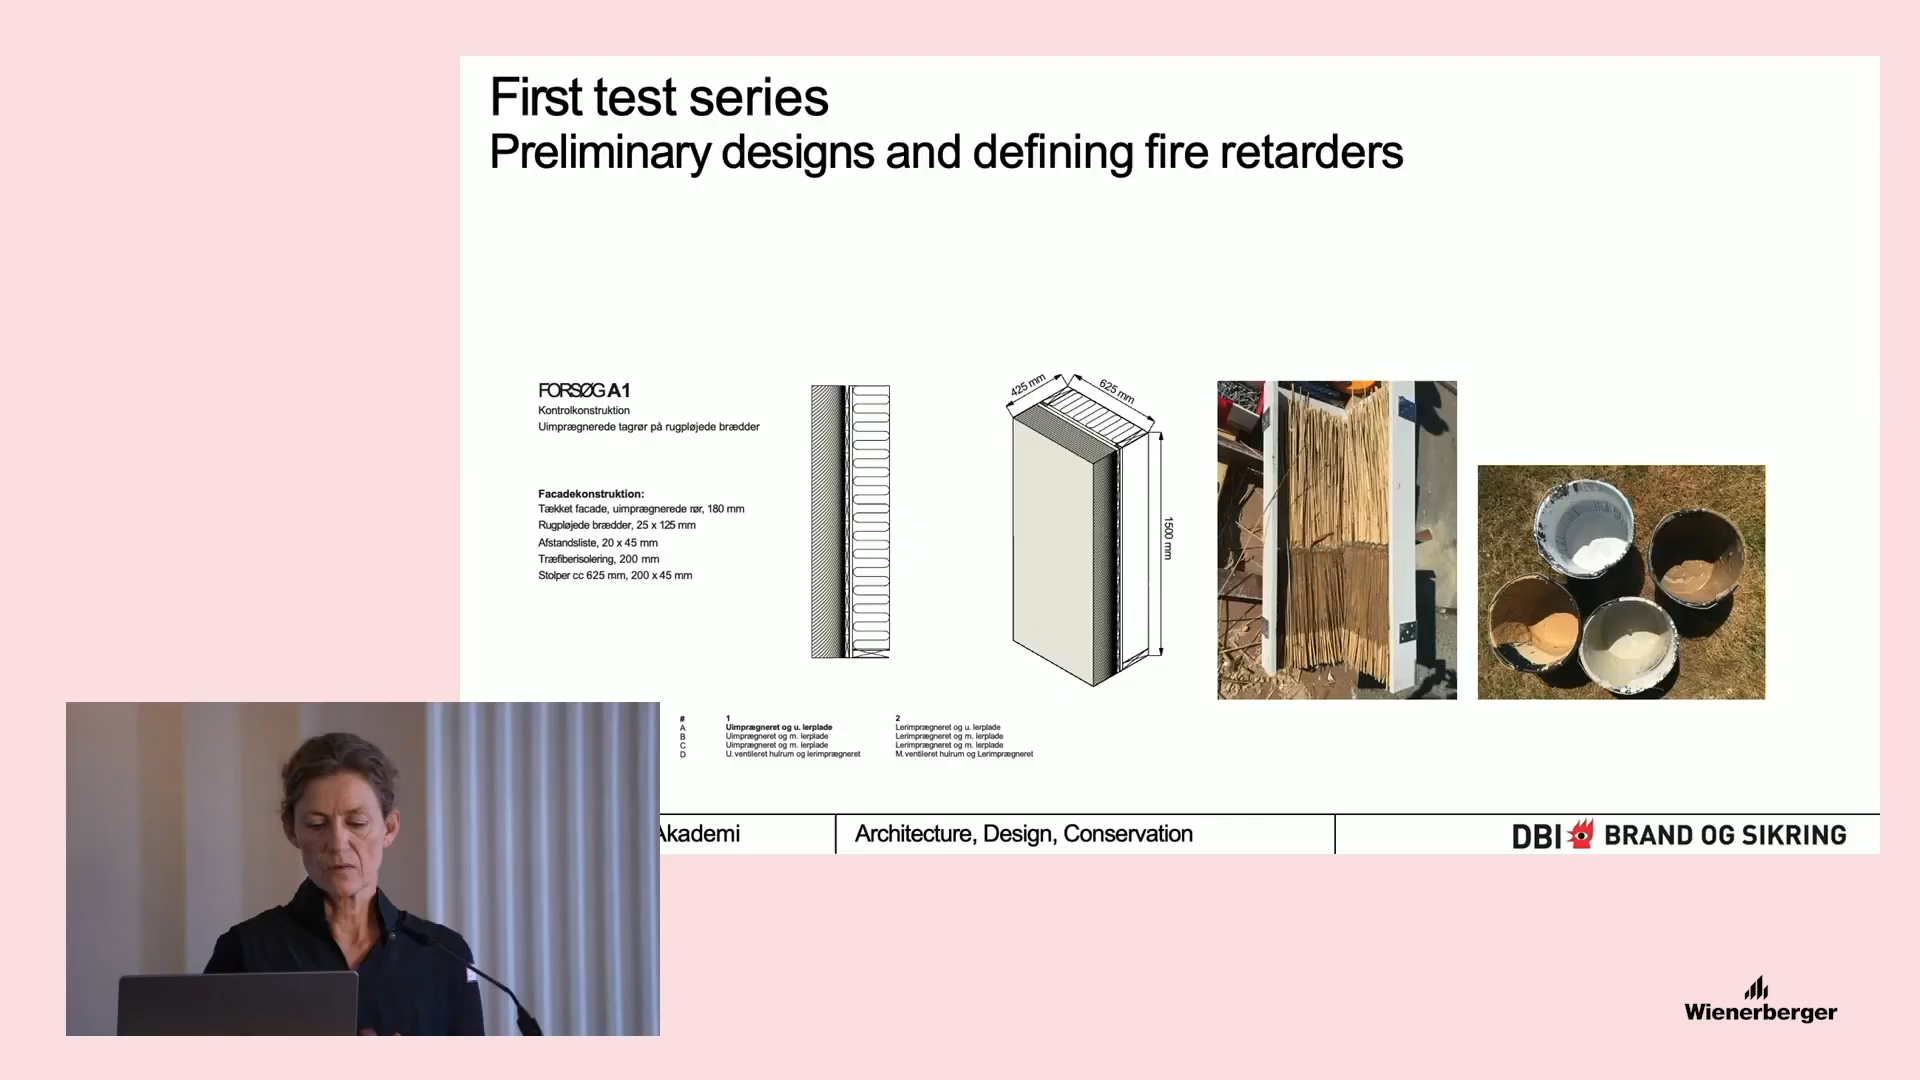 First test series
Preliminary designs and defining fire retarders
FORSØG A1
Kontrolkonstruktion
Uimprægnerede tagrør på rugpløjede brædder
Facadekonstruktion:
Tækket facade, uimprægnerede rør, 180 mm
Rugpløjede brædder, 25 x 125 mm
Afstandsliste, 20 x 45 mm
Træfiberisolering, 200 mm
Stolper cc 625 mm, 200 x 45 mm
425 mm
625 mm
1500 mm
# 1 2
A Uimprægneret og u. lerplade Lerimprægneret og u. lerplade
B Uimprægneret og m. lerplade Lerimprægneret og m. lerplade
C Uimprægneret og m. lerplade Lerimprægneret og m. lerplade
D U. ventileret hulrum og lerimprægneret M. ventileret hulrum og Lerimprægneret
Akademi
Architecture, Design, Conservation
DBI BRAND OG SIKRING
Wienerberger